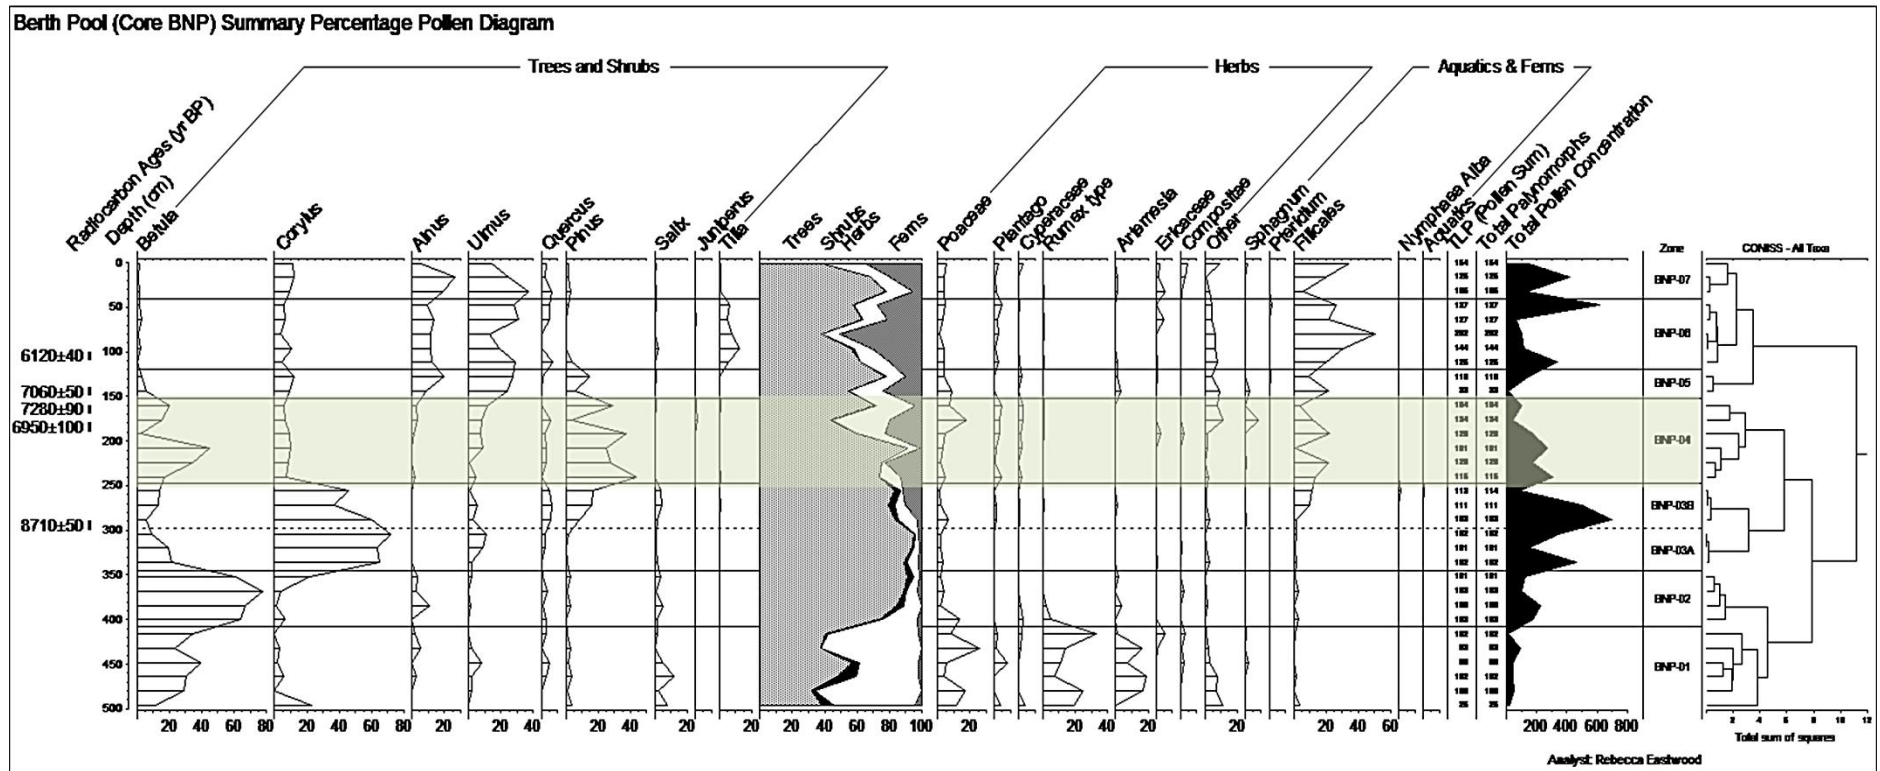 Berth Pool (Core BNP) Summary Percentage Pollen Diagram
Trees and Shrubs
Herbs
Aquatics & Ferns
Radiocarbon Ages (yr BP)
Depth (cm)
Betula
Corylus
Alnus
Ulmus
Quercus
Pinus
Salix
Juniperus
Tilia
Trees
Shrubs
Herbs
Ferns
Poaceae
Plantago
Cyperaceae
Rumex type
Artemesia
Ericaceae
Compositae
Other
Sphagnum
Pteridium
Filicales
Nymphaea Alba
Aquatics
TLP (Pollen Sum)
Total Palynomorphs
Total Pollen Concentration
Zone
CONISS - All Taxa
0
50
100
150
200
250
300
350
400
450
500
6120±40
7060±50
7280±90
6950±100
8710±50
BNP-07
BNP-06
BNP-05
BNP-04
BNP-03B
BNP-03A
BNP-02
BNP-01
20 40 60 80
20 40 60 80
20
20 40
20
20 40
20
20
20 40 60 80 100
20
20
20
20
20 40 60
200 400 600 800
2 4 6 8 10 12
Total sum of squares
Analyst: Rebecca Eastwood